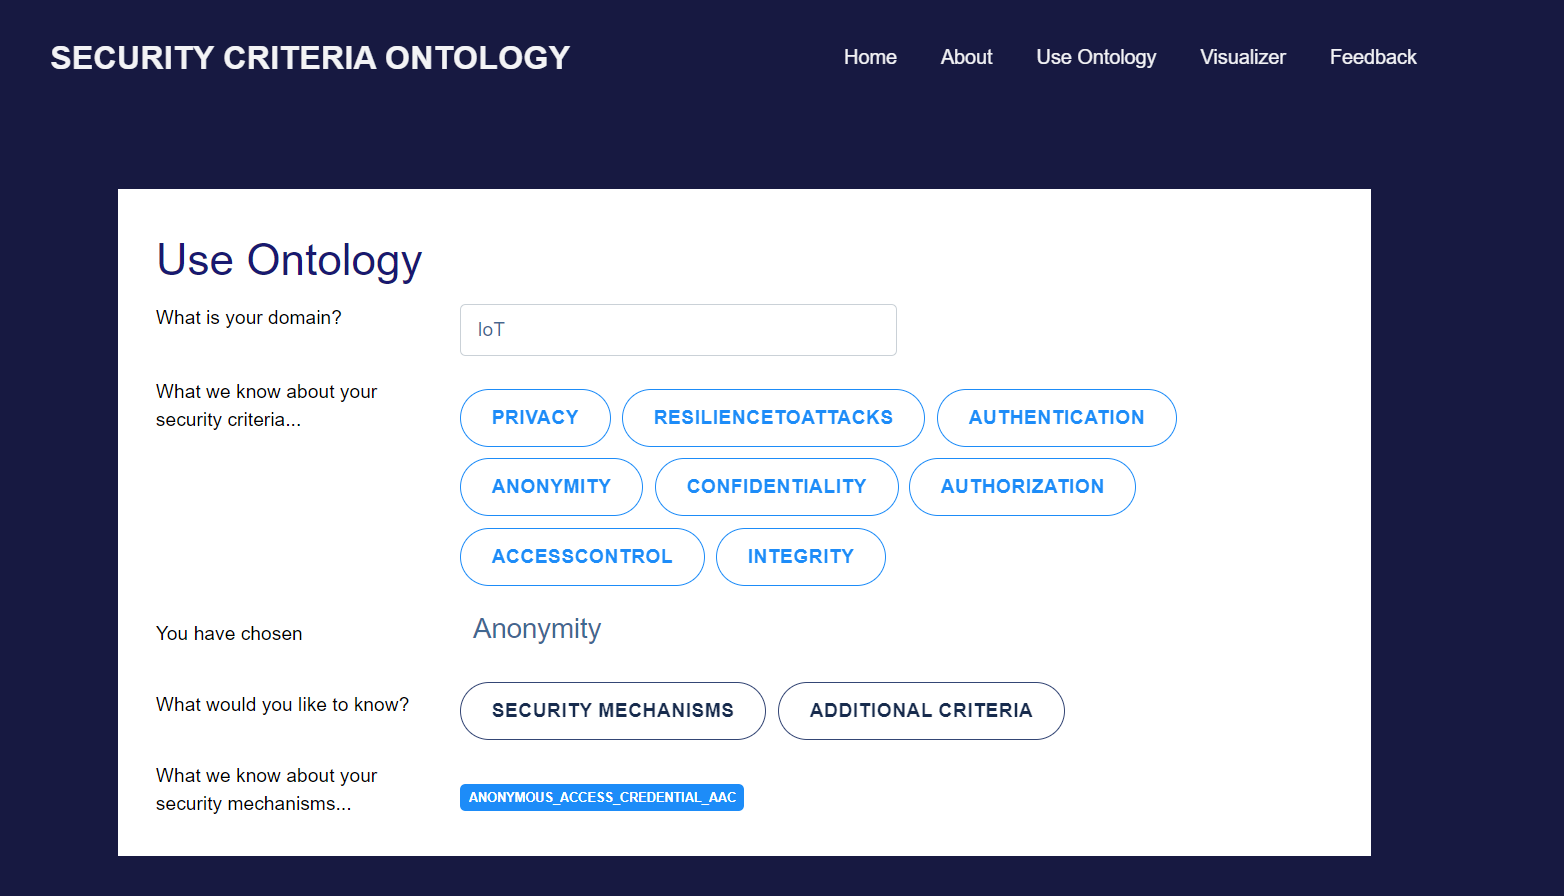 SECURITY CRITERIA ONTOLOGY
Home About Use Ontology Visualizer Feedback
Use Ontology
What is your domain?
IoT
What we know about your
security criteria...
PRIVACY RESILIENCETOATTACKS AUTHENTICATION
ANONYMITY CONFIDENTIALITY AUTHORIZATION
ACCESSCONTROL INTEGRITY
You have chosen
Anonymity
What would you like to know?
SECURITY MECHANISMS ADDITIONAL CRITERIA
What we know about your
security mechanisms...
ANONYMOUS_ACCESS_CREDENTIAL_AAC